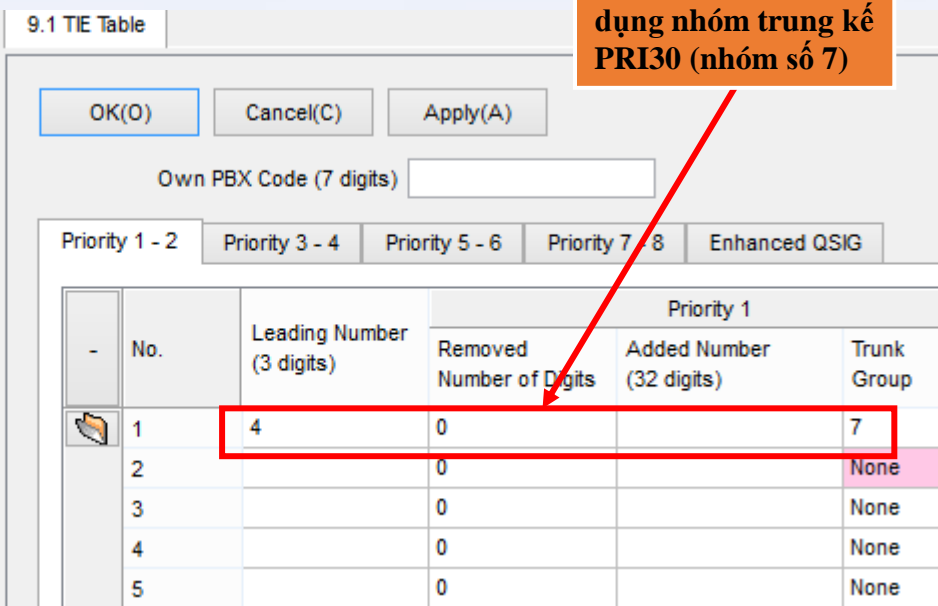 dụng nhóm trung kế
PRI30 (nhóm số 7)
9.1 TIE Table
OK(O) Cancel(C) Apply(A)
Own PBX Code (7 digits)
Priority 1 - 2 Priority 3 - 4 Priority 5 - 6 Priority 7 - 8 Enhanced QSIG
Priority 1
- No. Leading Number (3 digits) Removed Number of Digits Added Number (32 digits) Trunk Group
1 4 0 7
2 0 None
3 0 None
4 0 None
5 0 None